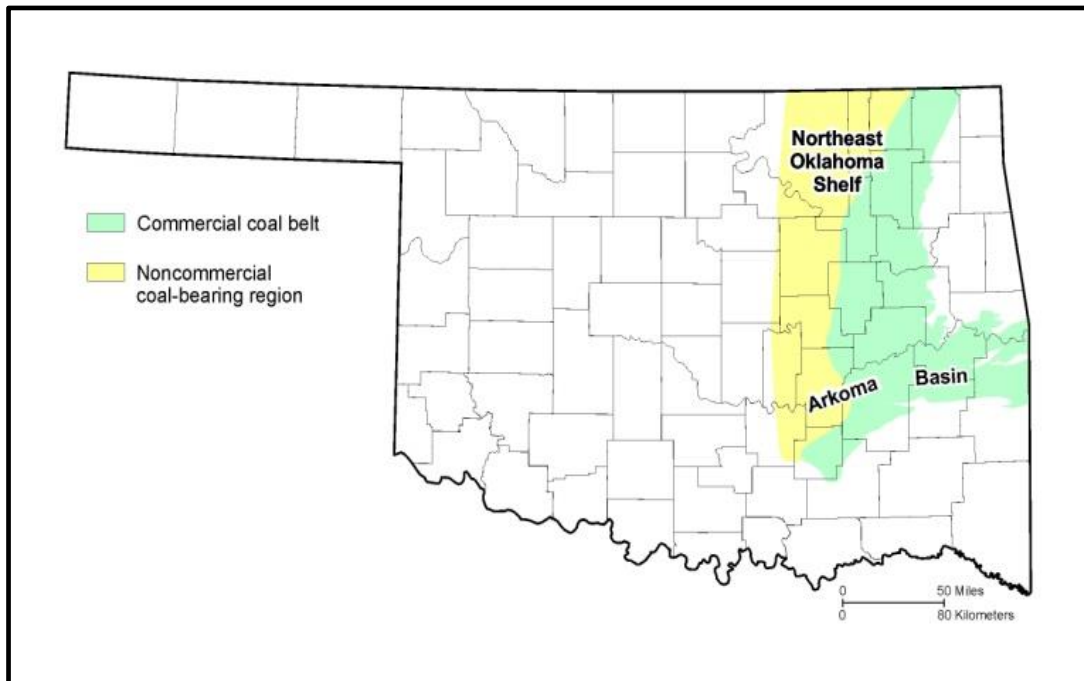 Northeast
Oklahoma
Shelf
Commercial coal belt
Noncommercial
coal-bearing region
Arkoma
Basin
0 50 Miles
0 80 Kilometers